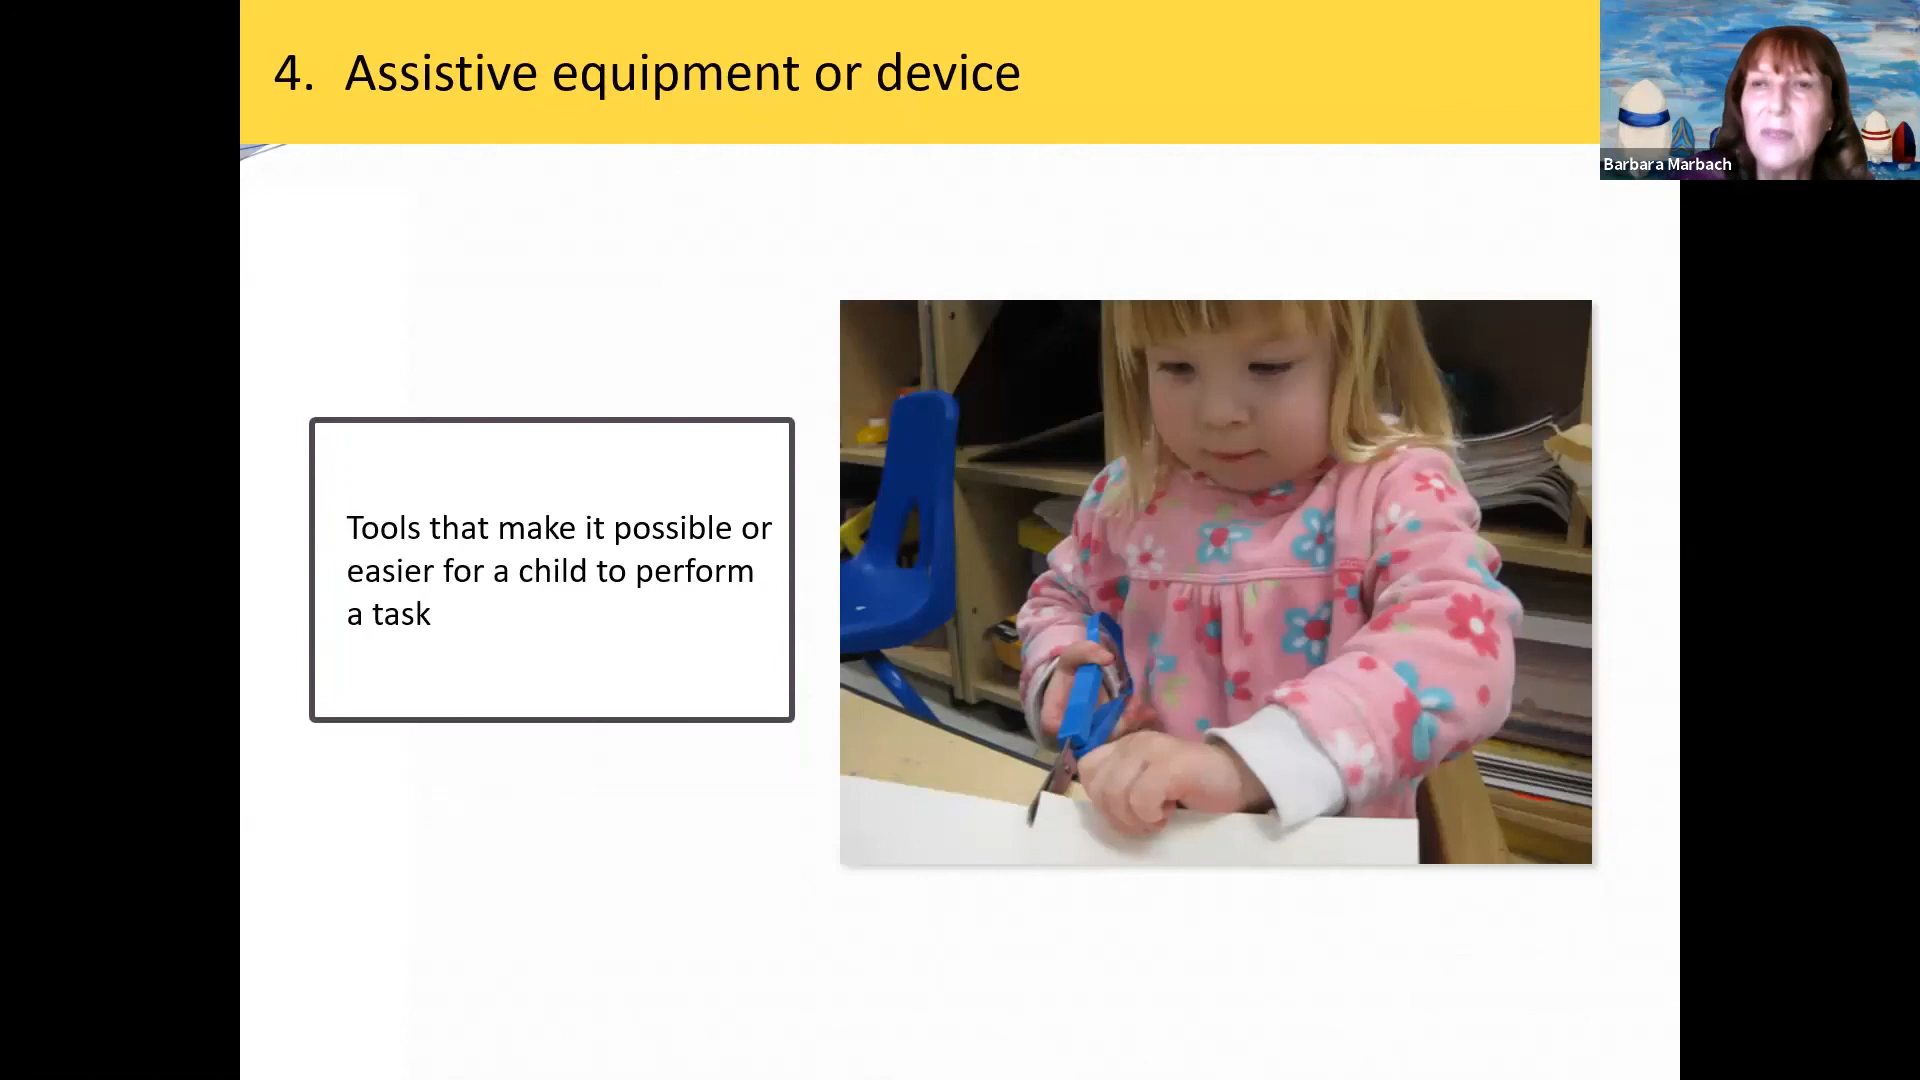 4. Assistive equipment or device
Barbara Marbach
Tools that make it possible or
easier for a child to perform
a task